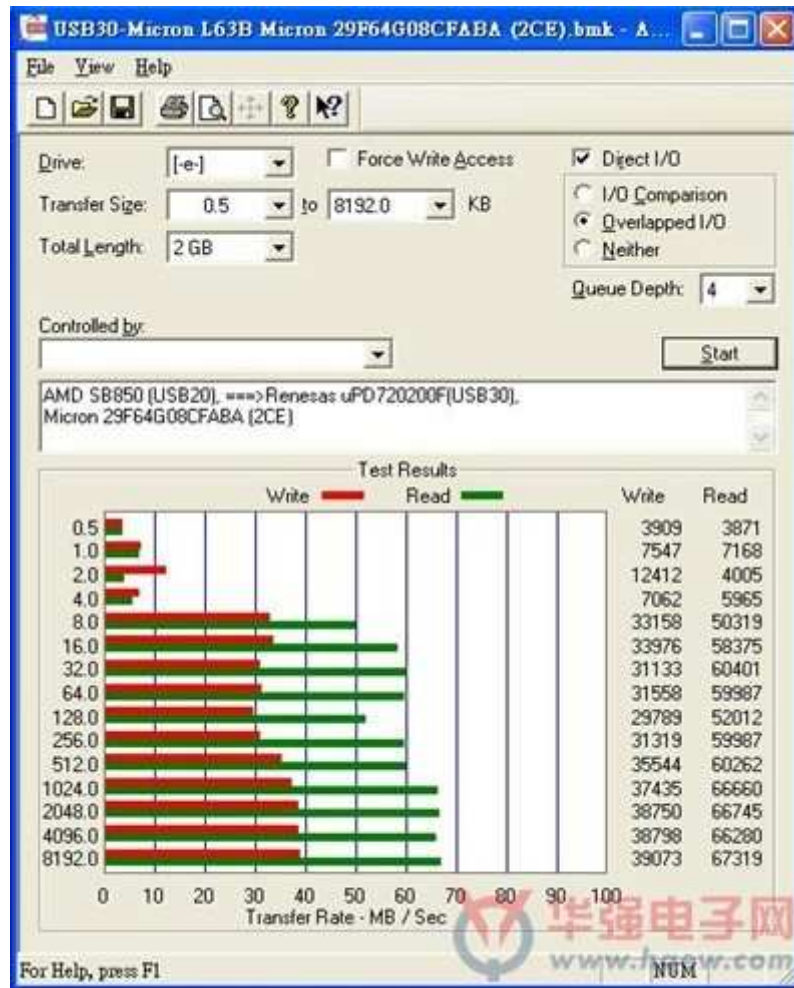 USB30-Micron L63B Micron 29F64G08CFABA (2CE).bmk - A...
File View Help
Drive: [-e-] Force Write Access Direct I/O
Transfer Size: 0.5 to 8192.0 KB I/O Comparison
Overlapped I/O
Total Length: 2 GB Neither
Queue Depth: 4
Controlled by:
Start
AMD SB850 (USB20), ===>Renesas uPD720200F(USB30),
Micron 29F64G08CFABA (2CE)
Test Results
Write Read Write Read
0.5 3909 3871
1.0 7547 7168
2.0 12412 4005
4.0 7062 5965
8.0 33158 50319
16.0 33976 58375
32.0 31133 60401
64.0 31558 59987
128.0 29789 52012
256.0 31319 59987
512.0 35544 60262
1024.0 37435 66660
2048.0 38750 66745
4096.0 38798 66280
8192.0 39073 67319
0 10 20 30 40 50 60 70 80 90 100
Transfer Rate - MB / Sec
华强电子网
www.hqew.com
For Help, press F1 NUM